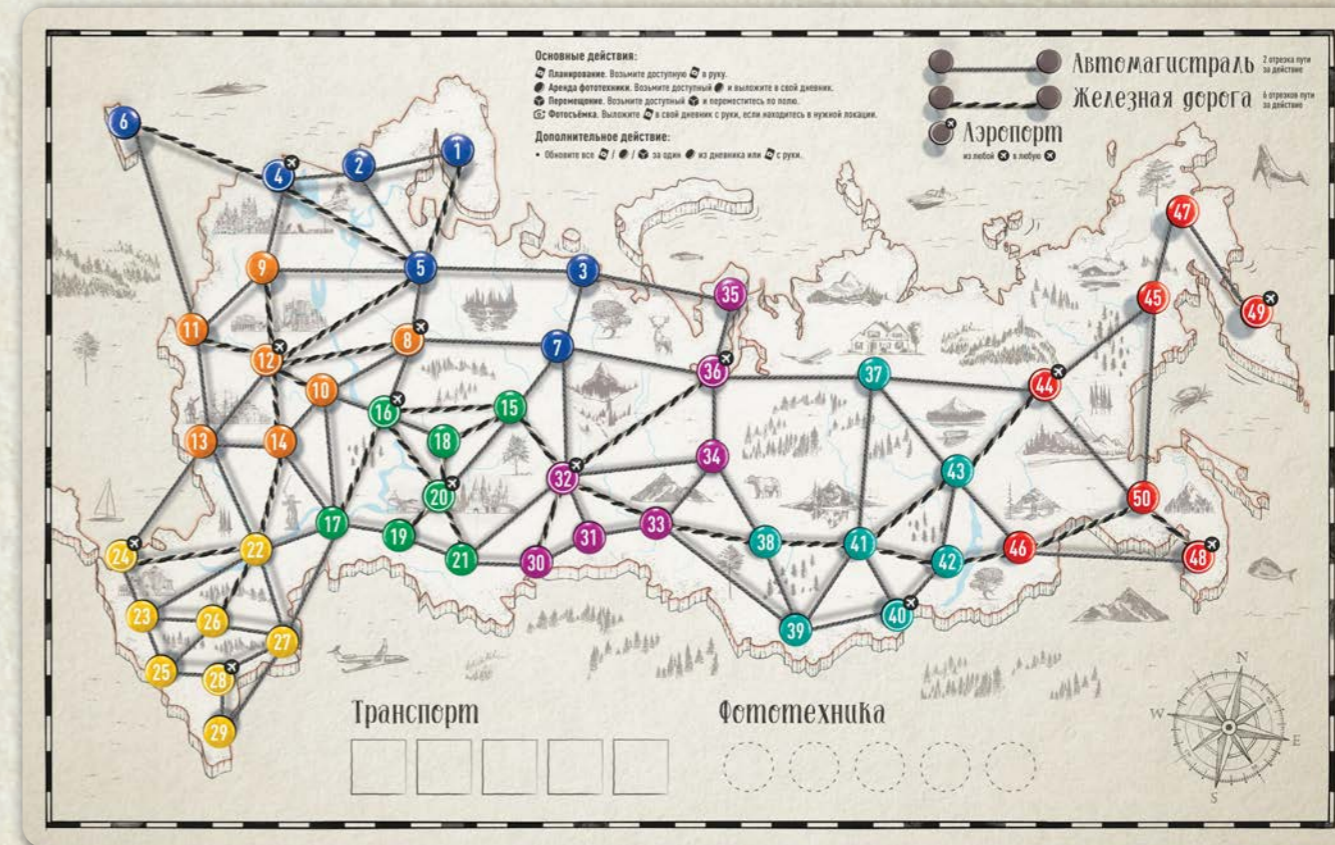 Основные действия:
Планирование. Возьмите доступную в руку.
Аренда фототехники. Возьмите доступный и выложите в свой дневник.
Перемещение. Возьмите доступный и переместитесь по полю.
Фотосъёмка. Выложите в свой дневник с руки, если находитесь в нужной локации.
Дополнительное действие:
• Обновите все / / за один из дневника или с руки.
Автомагистраль
2 отрезка пути
за действие
Железная дорога
6 отрезков пути
за действие
Аэропорт
из любой в любую
6
4
2
1
9
5
3
35
47
45
49
11
12
8
7
36
37
44
10
16
15
13
14
18
34
43
32
20
50
17
19
33
24
22
21
30
31
38
41
42
46
48
23
26
27
39
40
25
28
29
Транспорт
Фототехника
N
W
E
S